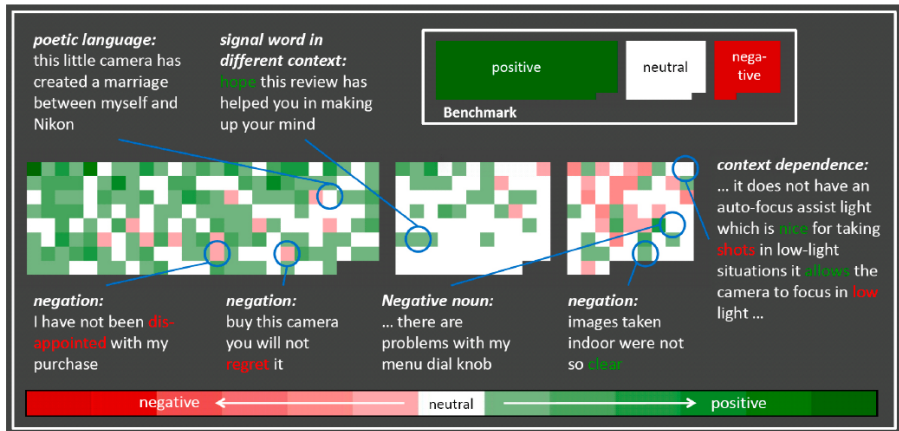 poetic language:
this little camera has
created a marriage
between myself and
Nikon
signal word in
different context:
hope this review has
helped you in making
up your mind
positive
neutral
nega-
tive
Benchmark
context dependence:
... it does not have an
auto-focus assist light
which is nice for taking
shots in low-light
situations it allows the
camera to focus in low
light ...
negation:
I have not been dis-
appointed with my
purchase
negation:
buy this camera
you will not
regret it
Negative noun:
... there are
problems with my
menu dial knob
negation:
images taken
indoor were not
so clear
negative
neutral
positive